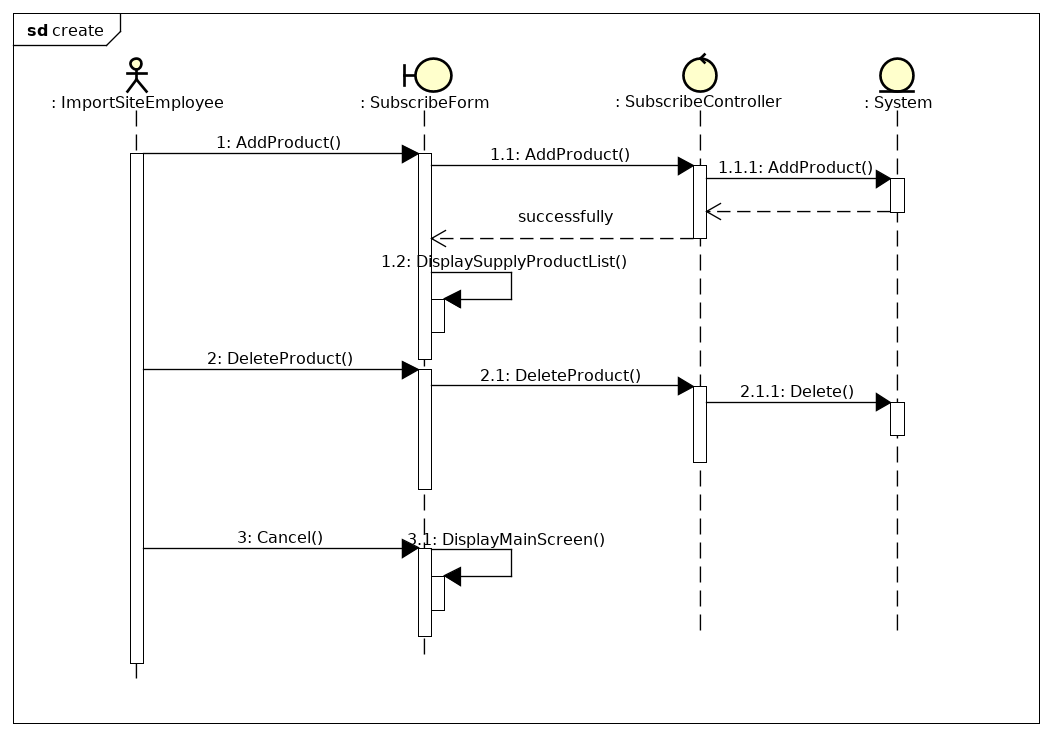 sd create
: ImportSiteEmployee
: SubscribeForm
: SubscribeController
: System
1: AddProduct()
1.1: AddProduct()
1.1.1: AddProduct()
successfully
1.2: DisplaySupplyProductList()
2: DeleteProduct()
2.1: DeleteProduct()
2.1.1: Delete()
3: Cancel()
3.1: DisplayMainScreen()